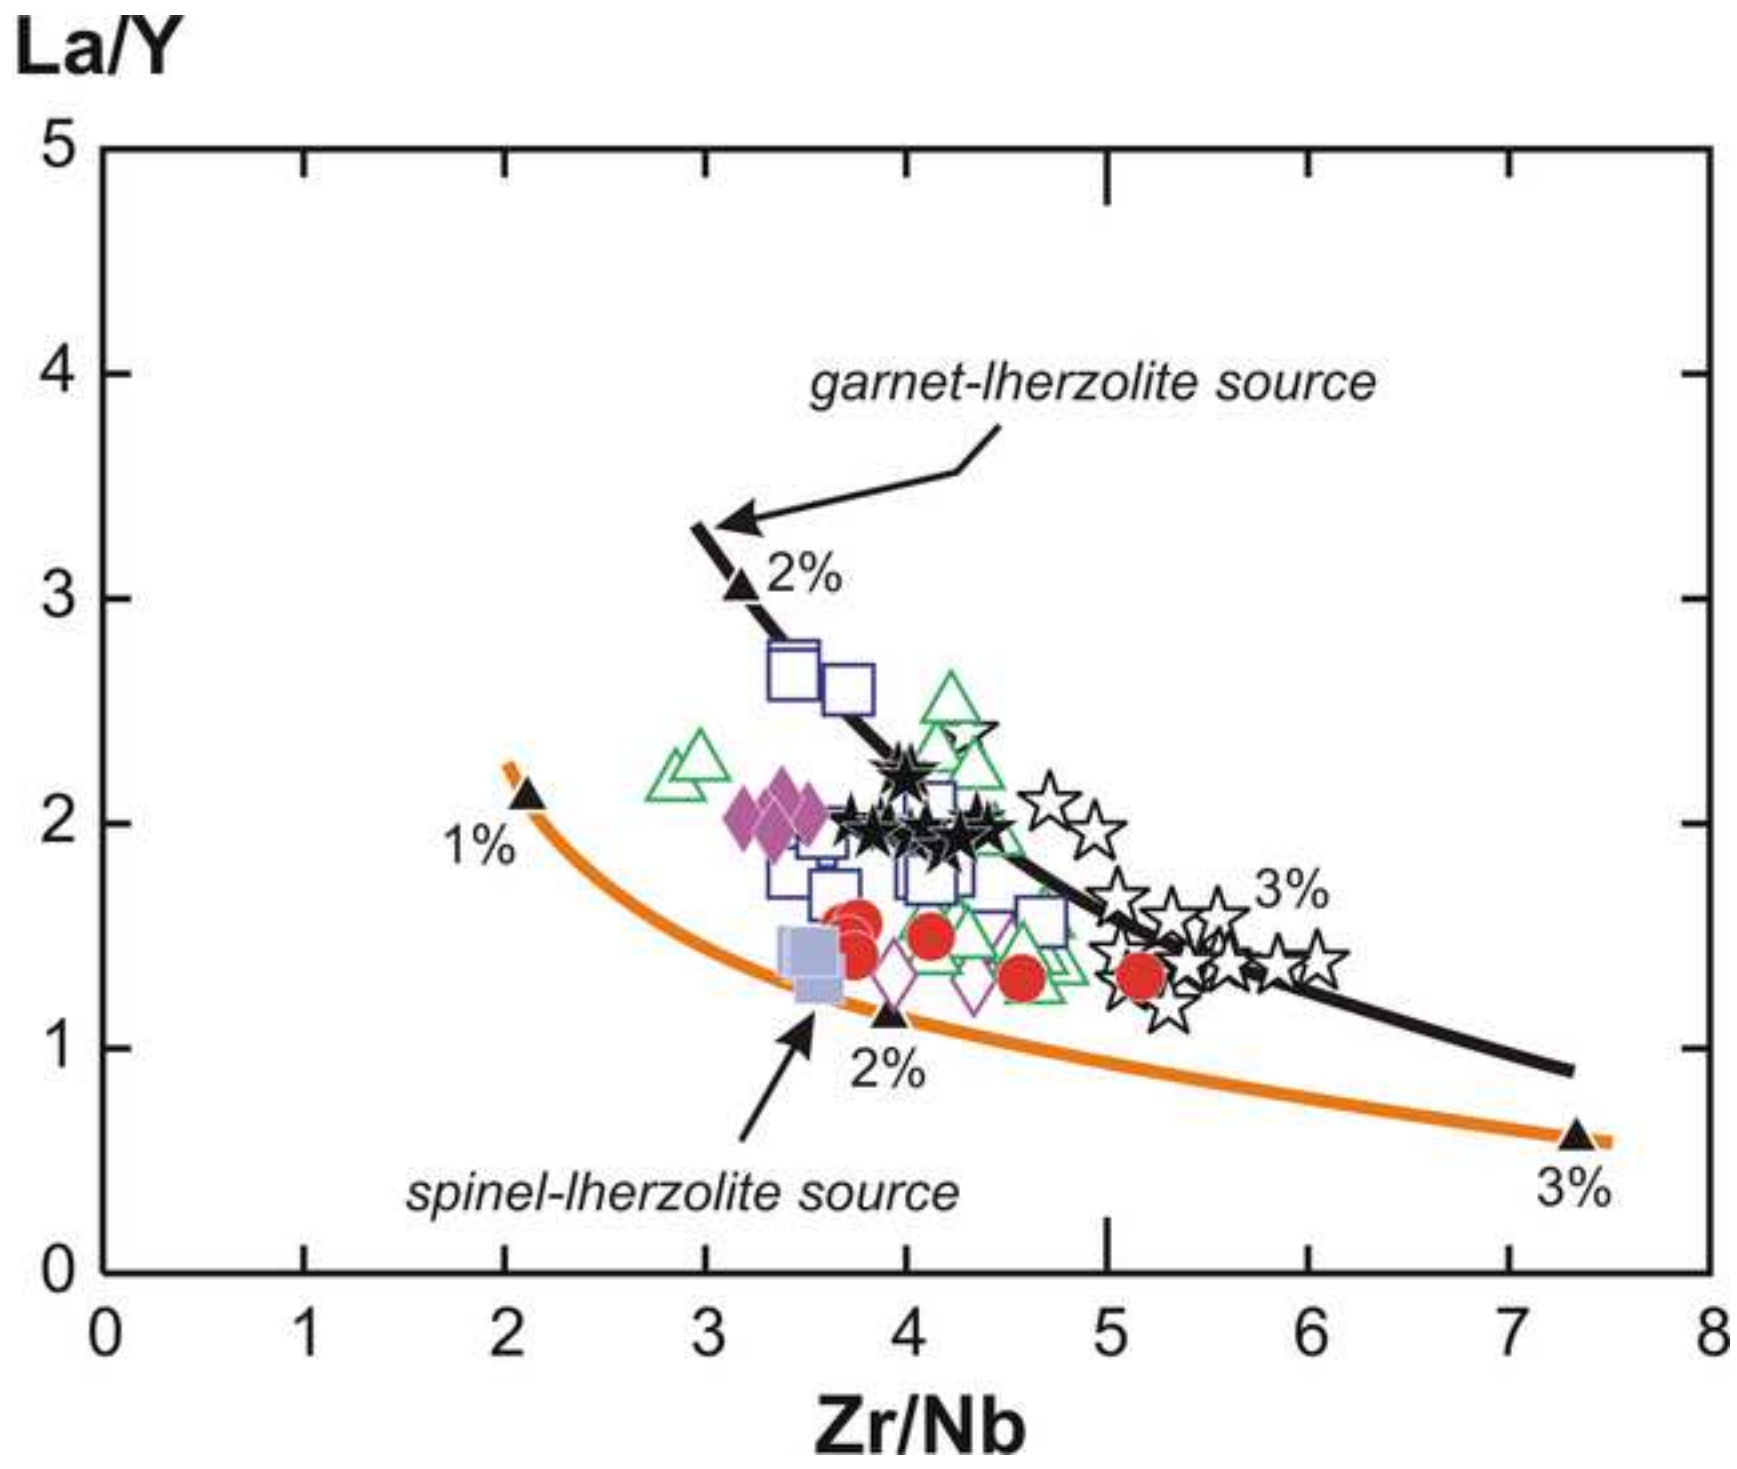 La/Y
5
4
garnet-lherzolite source
2%
3
2
3%
1%
1
2%
spinel-lherzolite source
3%
0
0 1 2 3 4 5 6 7 8
Zr/Nb